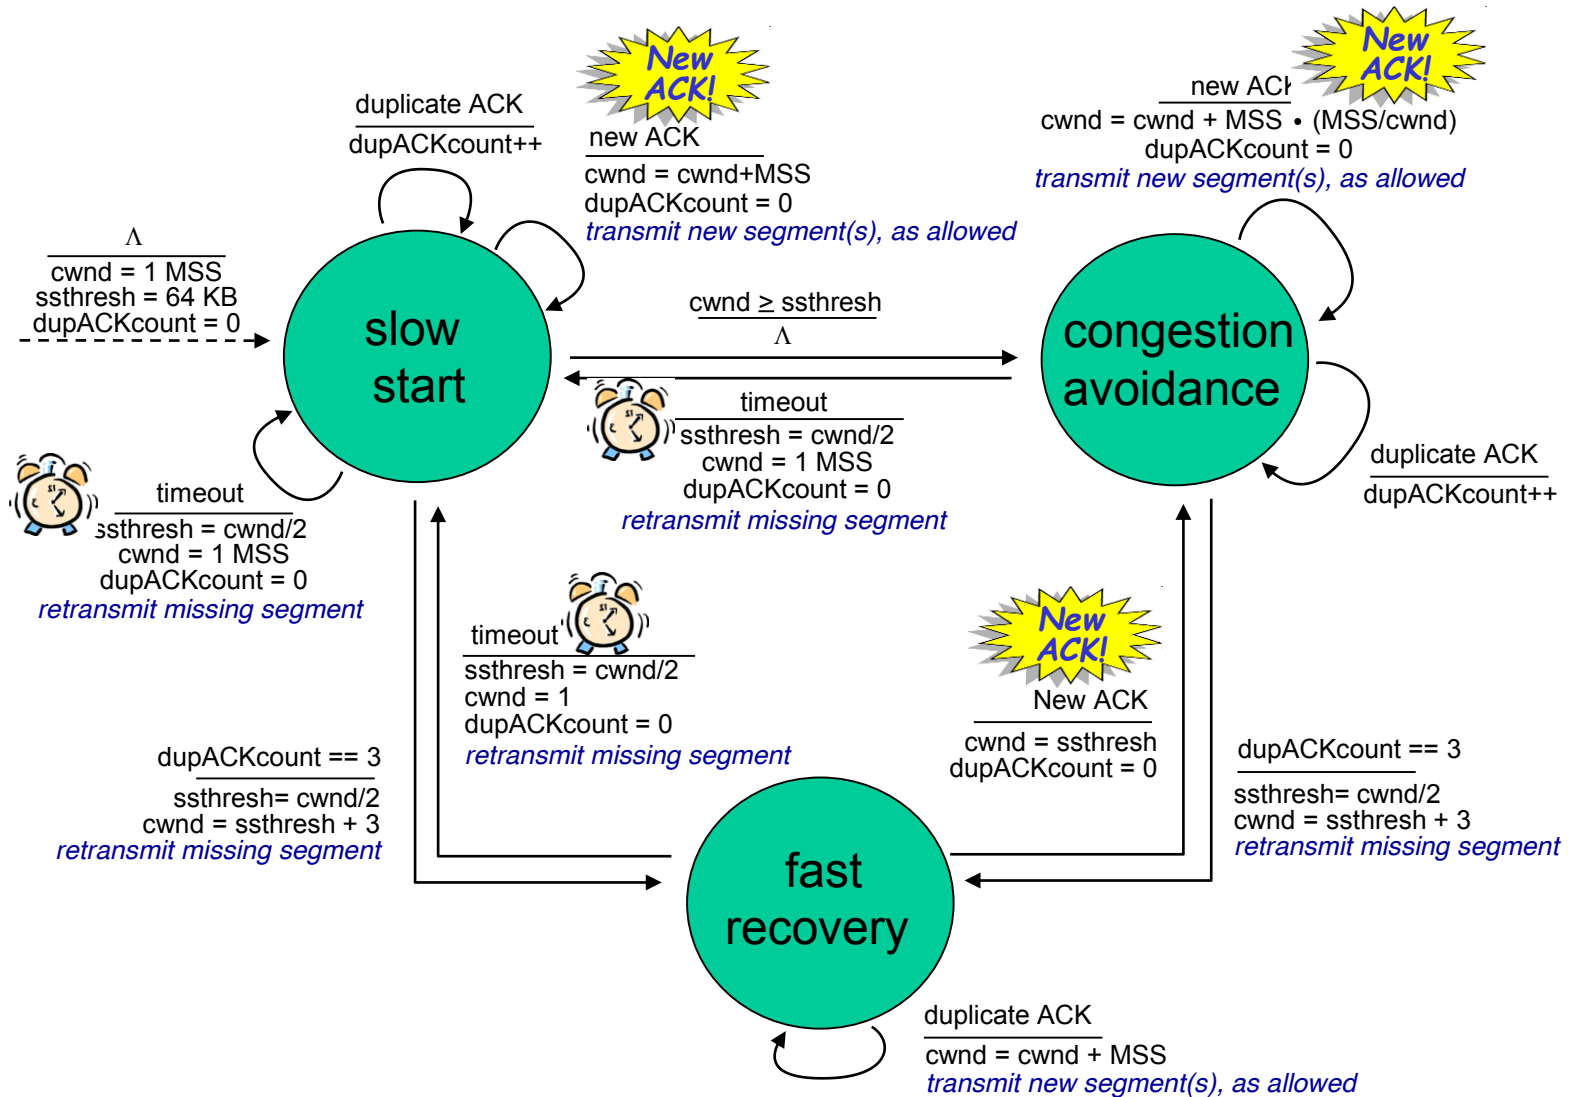 New
ACK!
New
ACK!
duplicate ACK
dupACKcount++
new ACK
cwnd = cwnd+MSS
dupACKcount = 0
transmit new segment(s), as allowed
new ACK
cwnd = cwnd + MSS • (MSS/cwnd)
dupACKcount = 0
transmit new segment(s), as allowed
Λ
cwnd = 1 MSS
ssthresh = 64 KB
dupACKcount = 0
slow
start
cwnd ≥ ssthresh
Λ
congestion
avoidance
timeout
ssthresh = cwnd/2
cwnd = 1 MSS
dupACKcount = 0
retransmit missing segment
duplicate ACK
dupACKcount++
timeout
ssthresh = cwnd/2
cwnd = 1 MSS
dupACKcount = 0
retransmit missing segment
timeout
ssthresh = cwnd/2
cwnd = 1
dupACKcount = 0
retransmit missing segment
New
ACK!
New ACK
cwnd = ssthresh
dupACKcount = 0
dupACKcount == 3
ssthresh= cwnd/2
cwnd = ssthresh + 3
retransmit missing segment
dupACKcount == 3
ssthresh= cwnd/2
cwnd = ssthresh + 3
retransmit missing segment
fast
recovery
duplicate ACK
cwnd = cwnd + MSS
transmit new segment(s), as allowed